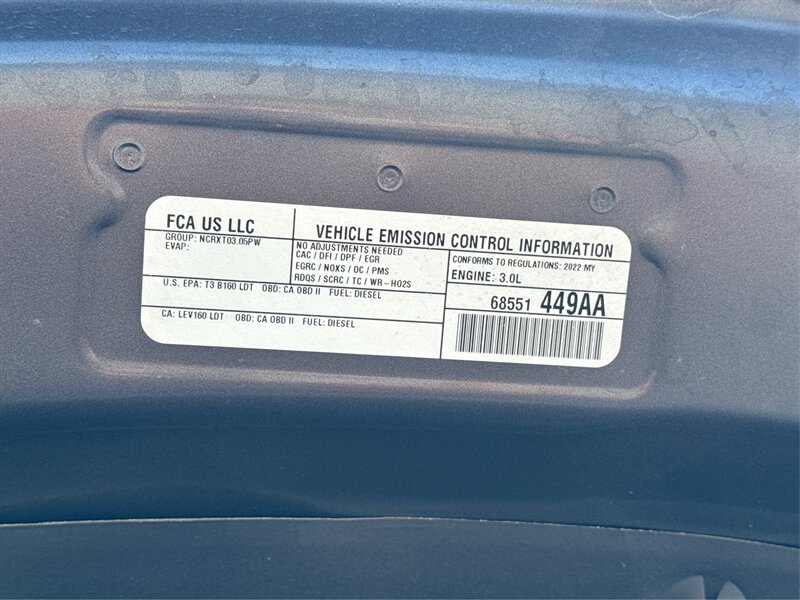 FCA US LLC
GROUP: NCRXT03.05PW
EVAP:
VEHICLE EMISSION CONTROL INFORMATION
NO ADJUSTMENTS NEEDED
CAC / DFI / DPF / EGR
EGRC / NOXS / OC / PMS
RDQS / SCRC / TC / WR-HO2S
CONFORMS TO REGULATIONS: 2022 MY
ENGINE: 3.0L
U.S. EPA: T3 B160 LDT OBD: CA OBD II FUEL: DIESEL
68551 449AA
CA: LEV160 LDT OBD: CA OBD II FUEL: DIESEL